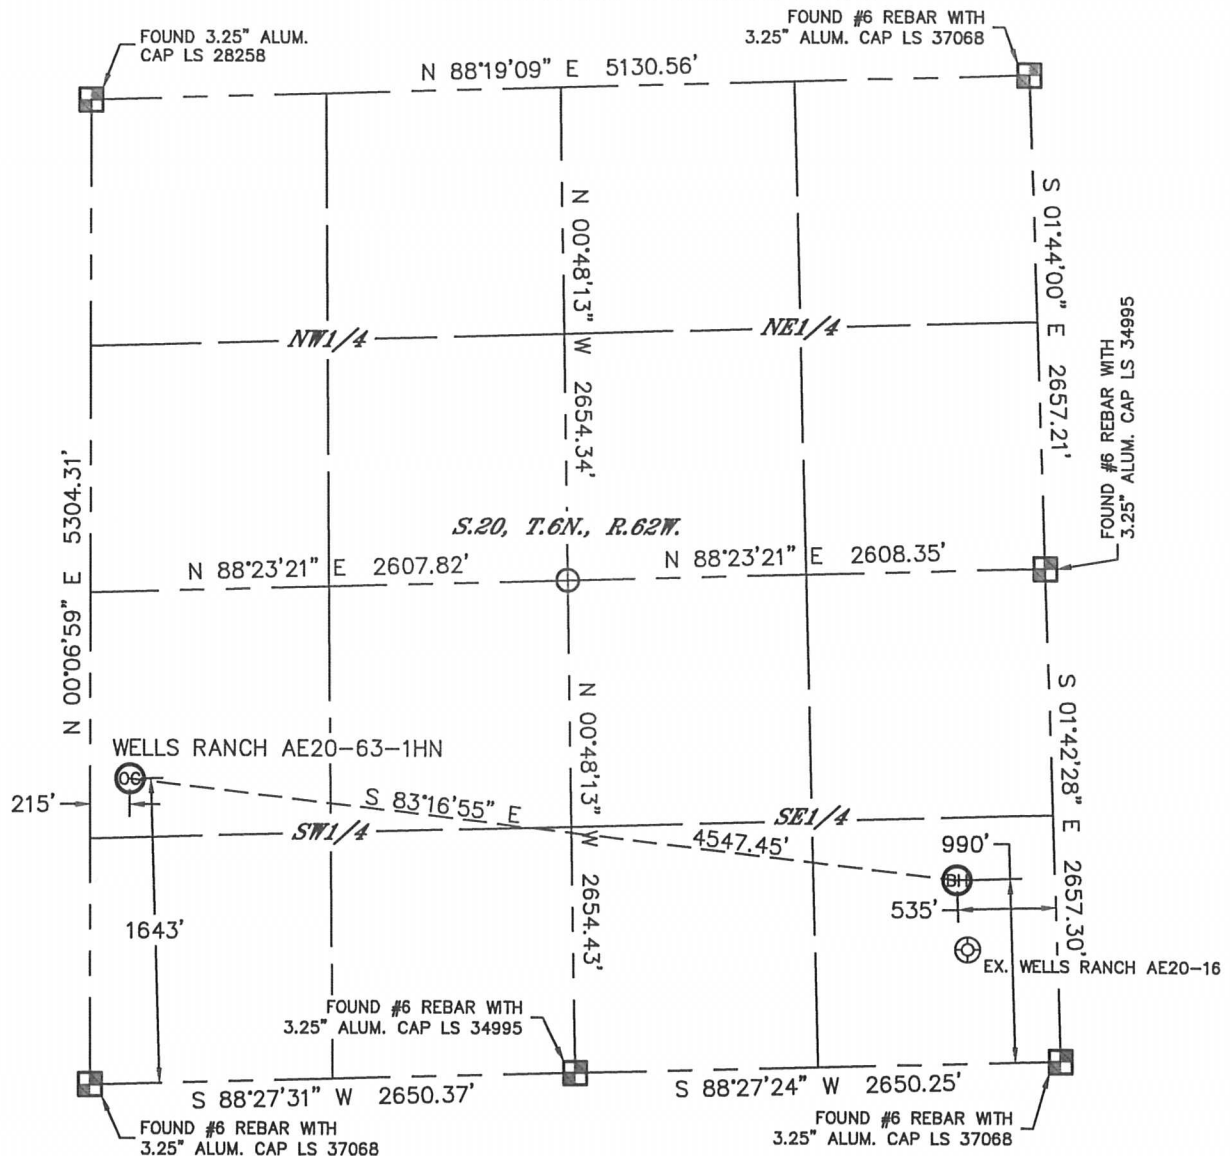 FOUND 3.25" ALUM.
CAP LS 28258
FOUND #6 REBAR WITH
3.25" ALUM. CAP LS 37068
N 88°19'09" E 5130.56'
N 00°48'13" W 2654.34'
S 01°44'00" E 2657.21'
NW1/4
NE1/4
FOUND #6 REBAR WITH
3.25" ALUM. CAP LS 34995
N 00°06'59" E 5304.31'
S.20, T.6N., R.62W.
N 88°23'21" E 2607.82'
N 88°23'21" E 2608.35'
WELLS RANCH AE20-63-1HN
OG
215'
S 83°16'55" E
4547.45'
N 00°48'13" W 2654.43'
S 01°42'28" E 2657.30'
SW1/4
SE1/4
990'
BH
535'
1643'
EX. WELLS RANCH AE20-16
FOUND #6 REBAR WITH
3.25" ALUM. CAP LS 34995
S 88°27'31" W 2650.37'
S 88°27'24" W 2650.25'
FOUND #6 REBAR WITH
3.25" ALUM. CAP LS 37068
FOUND #6 REBAR WITH
3.25" ALUM. CAP LS 37068